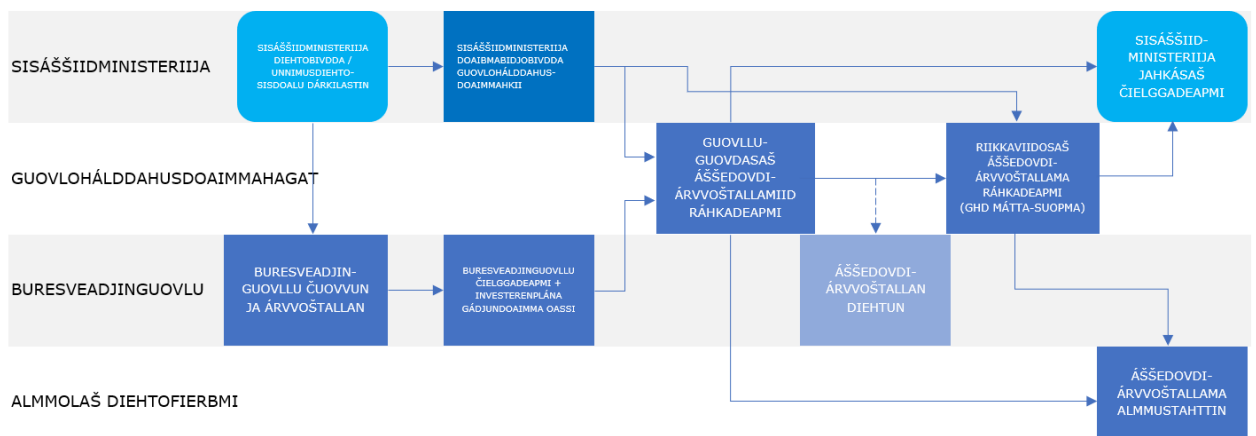 SISÁŠŠIIDMINISTERIIJA
SISÁŠŠIIDMINISTERIIJA
DIEHTOBIVDDA /
UNNIMUSDIEHTO-
SISDOALU DÁRKILASTIN
SISÁŠŠIIDMINISTERIIJA
DOAIBMABIDJOBIVDDA
GUOVLOHÁLDDAHUS-
DOAIMMAHKII
SISÁŠŠIID-
MINISTERIIJA
JAHKÁSAŠ
ČIELGGADEAPMI
GUOVLOHÁLDDAHUSDOAIMMAHAGAT
GUOVLLU-
GUOVDASAŠ
ÁŠŠEDOVDI-
ÁRVVOŠTALLAMIID
RÁHKADEAPMI
RIIKKAVIIDOSAŠ
ÁŠŠEDOVDI-
ÁRVVOŠTALLAMA
RÁHKADEAPMI
(GHD MÁTTA-SUOPMA)
BURESVEADJINGUOVLU
BURESVEADJIN-
GUOVLLU ČUOVVUN
JA ÁRVVOŠTALLAN
BURESVEADJINGUOVLLU
ČIELGGADEAPMI +
INVESTERENPLÁNA
GÁDJUNDOAIMMA OASSI
ÁŠŠEDOVDI-
ÁRVVOŠTALLAN
DIEHTUN
ALMMOLAŠ DIEHTOFIERBMI
ÁŠŠEDOVDI-
ÁRVVOŠTALLAMA
ALMMUSTAHTTIN